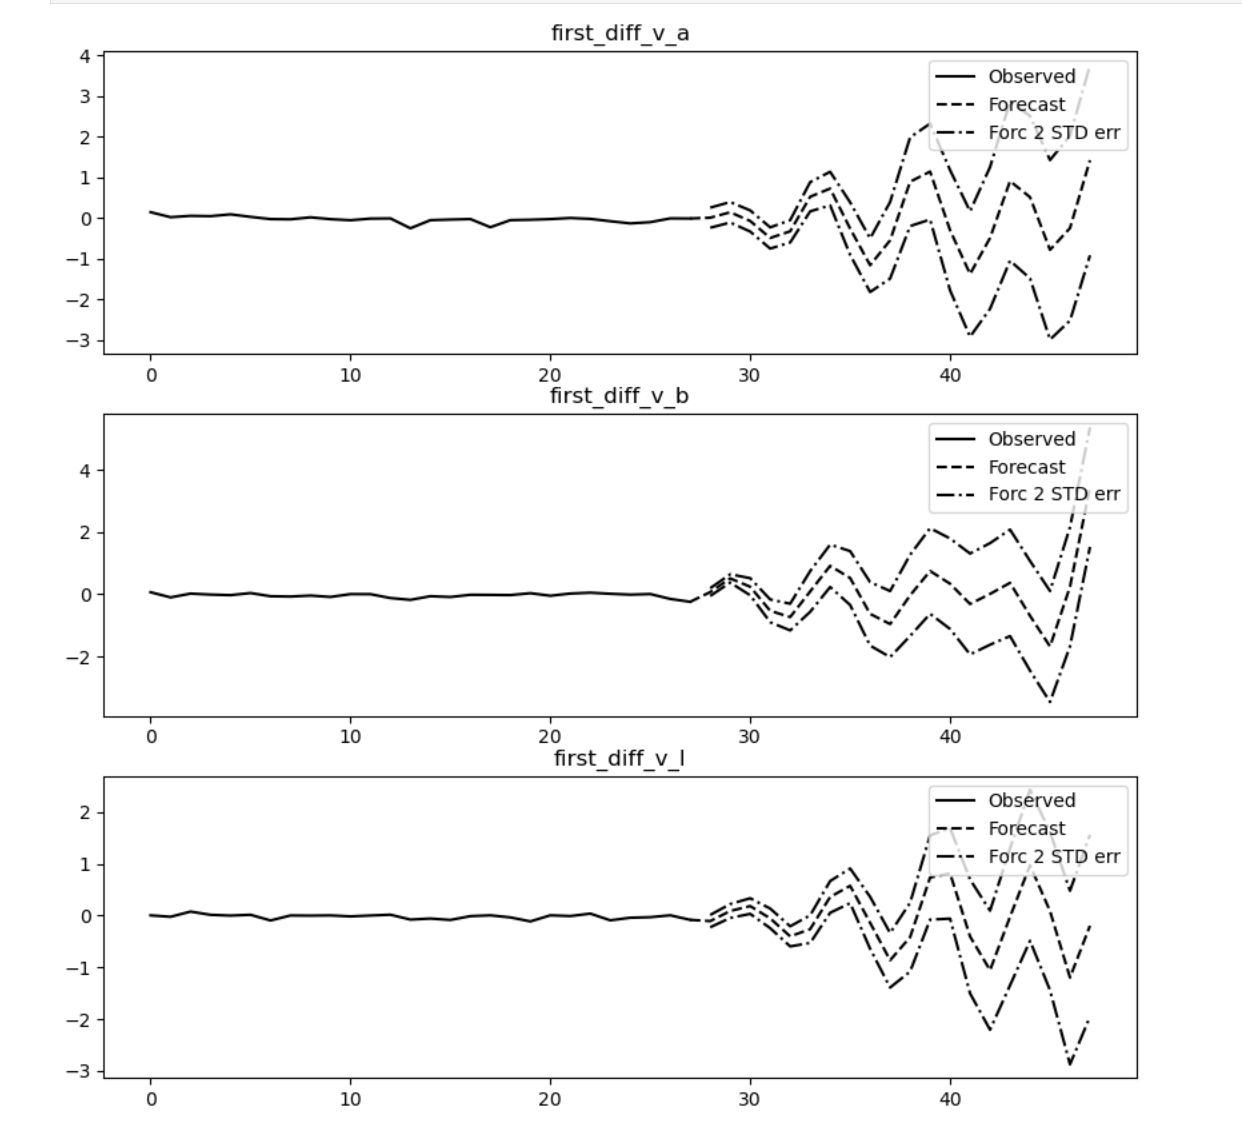 first_diff_v_a
4
3
2
1
0
−1
−2
−3
Observed
Forecast
Forc 2 STD err
0 10 20 30 40
first_diff_v_b
4
2
0
−2
Observed
Forecast
Forc 2 STD err
0 10 20 30 40
first_diff_v_l
2
1
0
−1
−2
−3
Observed
Forecast
Forc 2 STD err
0 10 20 30 40